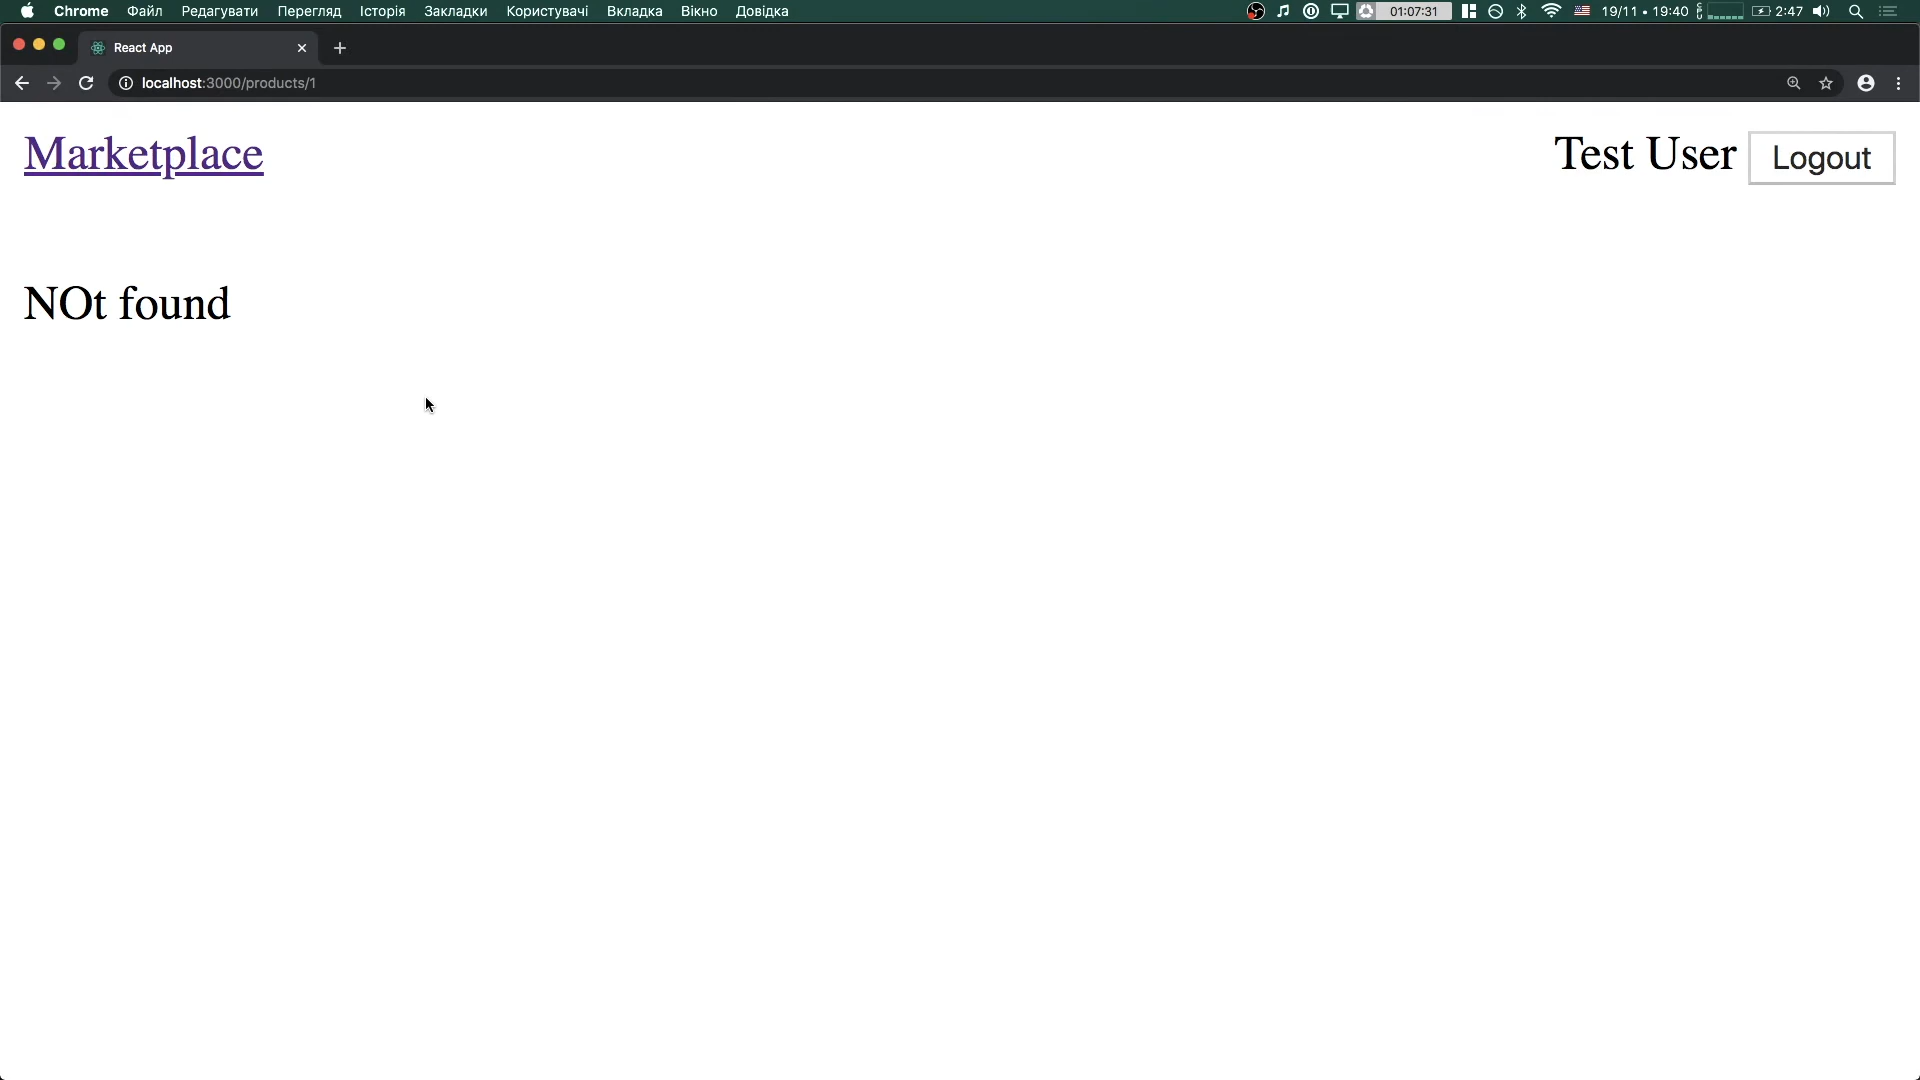 Chrome Файл Редагувати Перегляд Історія Закладки Користувачі Вкладка Вікно Довідка 01:07:31 19/11 • 19:40 2:47
React App
localhost:3000/products/1
Marketplace Test User Logout
NOt found